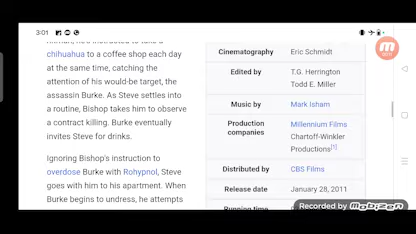 3:01
chihuahua to a coffee shop each day
at the same time, catching the
attention of his would-be target, the
assassin Burke. As Steve settles into
a routine, Bishop takes him to observe
a contract killing. Burke eventually
invites Steve for drinks.
Ignoring Bishop's instruction to
overdose Burke with Rohypnol, Steve
goes with him to his apartment. When
Burke begins to undress, he attempts
Cinematography Eric Schmidt
Edited by T.G. Herrington
Todd E. Miller
Music by Mark Isham
Production Millennium Films
companies Chartoff-Winkler
Productions[1]
Distributed by CBS Films
Release date January 28, 2011
Running time
Recorded by Mobizen